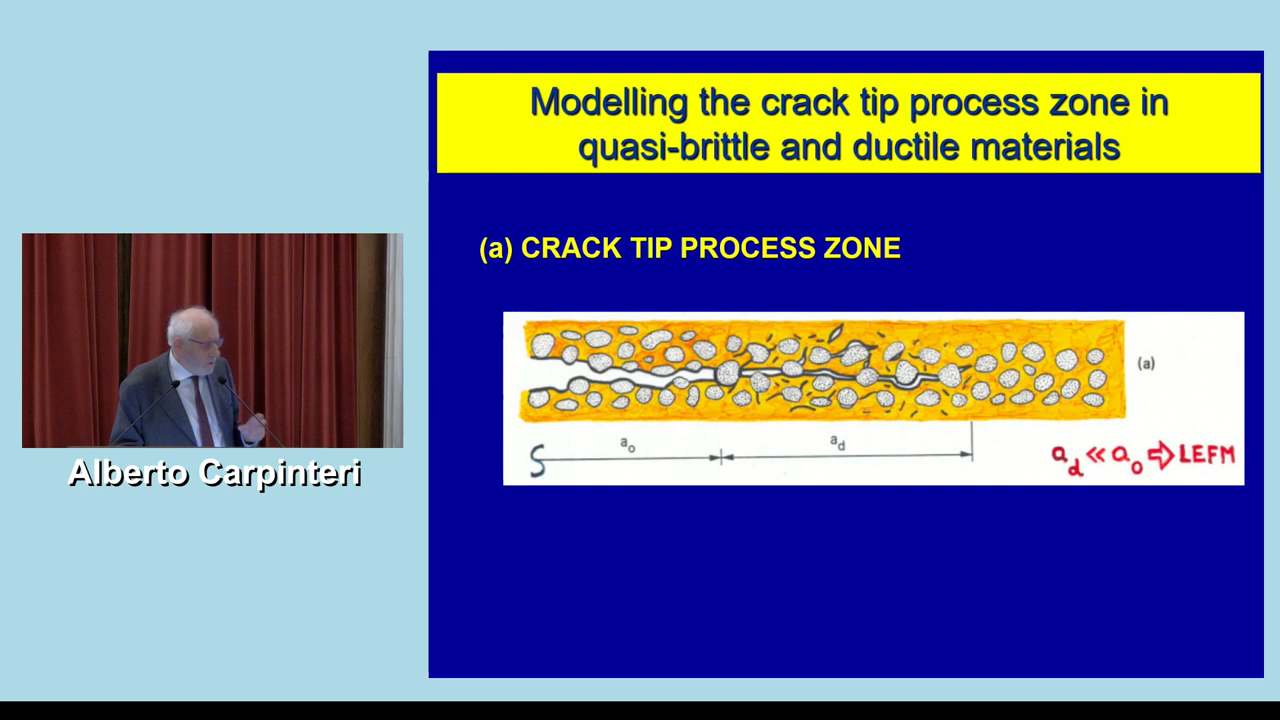 Modelling the crack tip process zone in
quasi-brittle and ductile materials
(a) CRACK TIP PROCESS ZONE
(a)
a₀ a_d
a_d ≪ a₀ ⇨ LEFM
Alberto Carpinteri